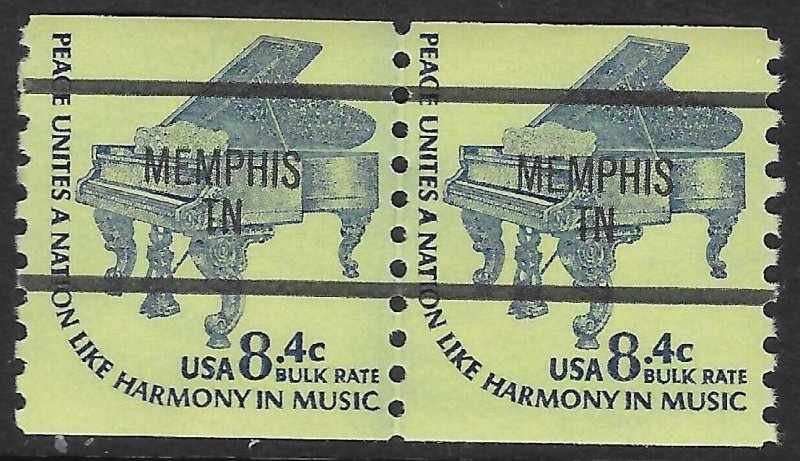 PEACE UNITES A NATION LIKE HARMONY IN MUSIC
MEMPHIS
TN
USA 8.4c
BULK RATE
PEACE UNITES A NATION LIKE HARMONY IN MUSIC
MEMPHIS
TN
USA 8.4c
BULK RATE